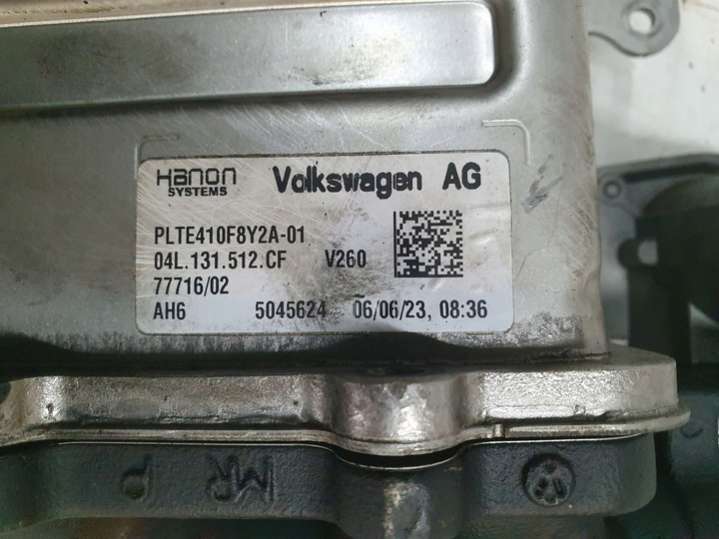 Hanon
SYSTEMS
Volkswagen AG
PLTE410F8Y2A-01
04L.131.512.CF V260
77716/02
AH6 5045624 06/06/23, 08:36
MR P